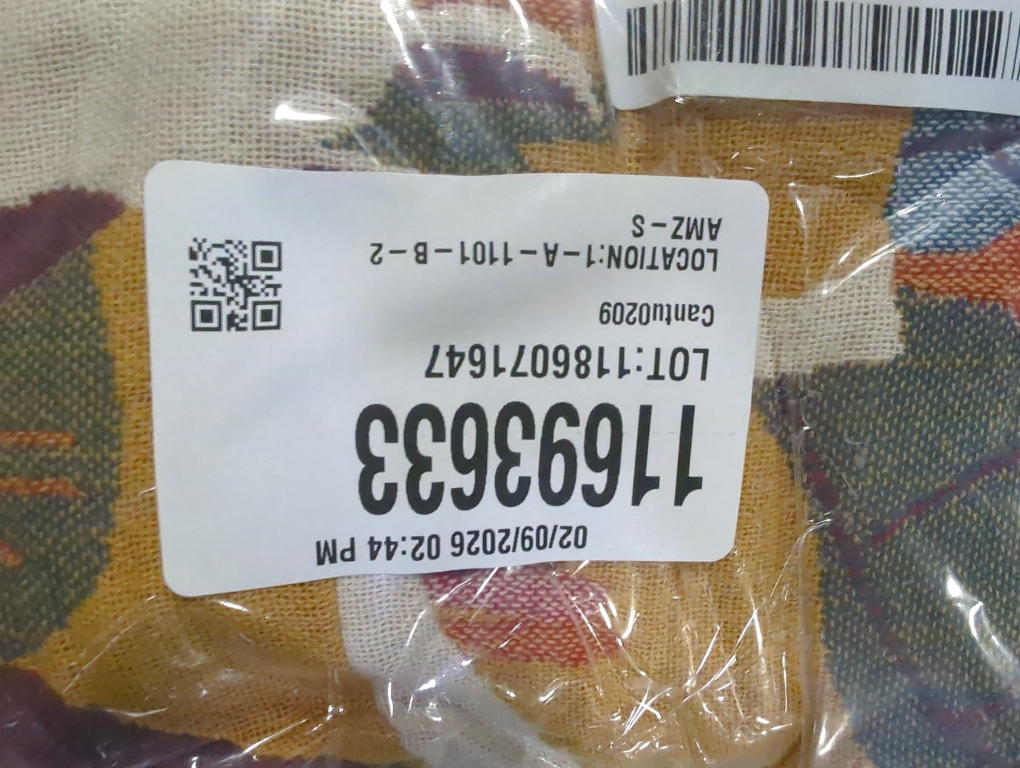 02/09/2026 02:44 PM
11693633
LOT:1186071647
Cantu0209
LOCATION:1-A-1101-B-2
AMZ-S